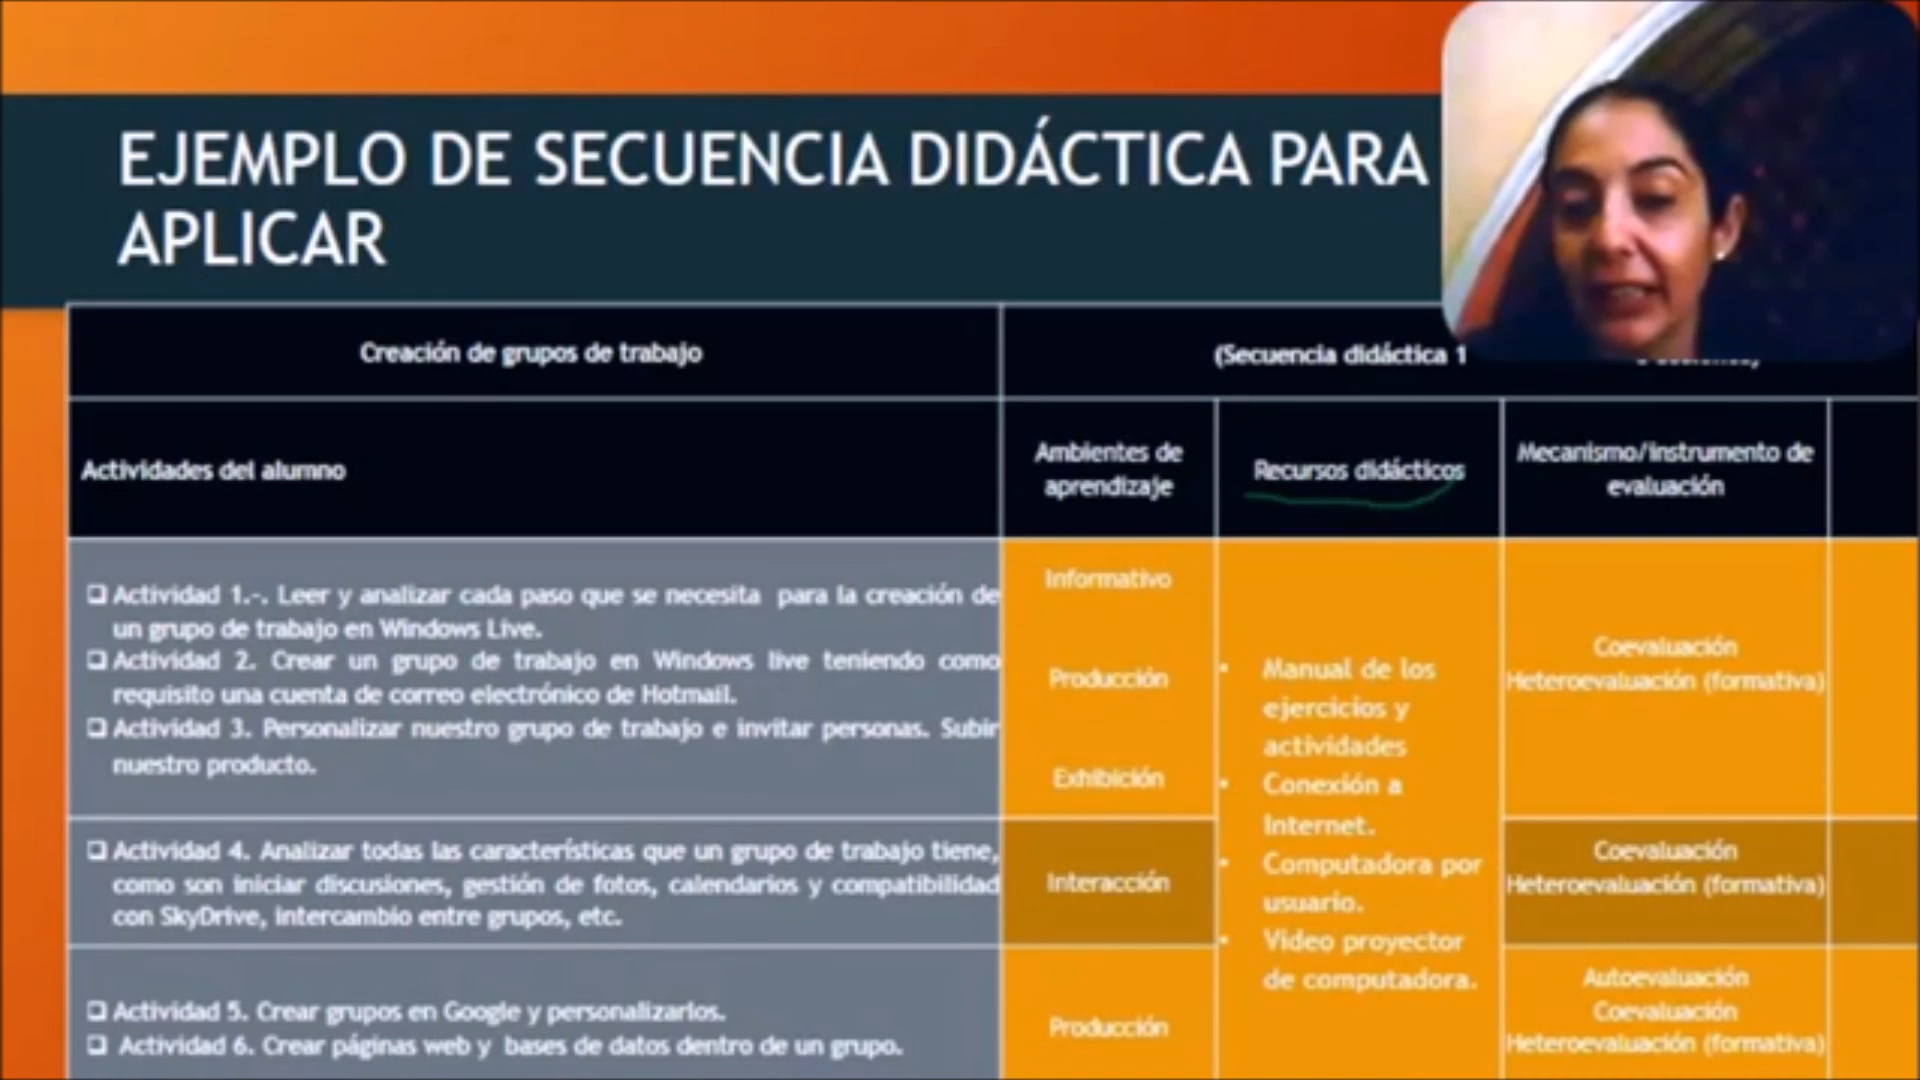 EJEMPLO DE SECUENCIA DIDÁCTICA PARA
APLICAR
Creación de grupos de trabajo
(Secuencia didáctica 1
Actividades del alumno
Ambientes de
aprendizaje
Recursos didácticos
Mecanismo/instrumento de
evaluación
❑ Actividad 1.-. Leer y analizar cada paso que se necesita para la creación de
un grupo de trabajo en Windows Live.
❑ Actividad 2. Crear un grupo de trabajo en Windows live teniendo como
requisito una cuenta de correo electrónico de Hotmail.
❑ Actividad 3. Personalizar nuestro grupo de trabajo e invitar personas. Subir
nuestro producto.
Informativo
Producción
Exhibición
• Manual de los
ejercicios y
actividades
• Conexión a
Internet.
• Computadora por
usuario.
• Video proyector
de computadora.
Coevaluación
Heteroevaluación (formativa)
❑ Actividad 4. Analizar todas las características que un grupo de trabajo tiene,
como son iniciar discusiones, gestión de fotos, calendarios y compatibilidad
con SkyDrive, intercambio entre grupos, etc.
Interacción
Coevaluación
Heteroevaluación (formativa)
❑ Actividad 5. Crear grupos en Google y personalizarlos.
❑ Actividad 6. Crear páginas web y bases de datos dentro de un grupo.
Producción
Autoevaluación
Coevaluación
Heteroevaluación (formativa)